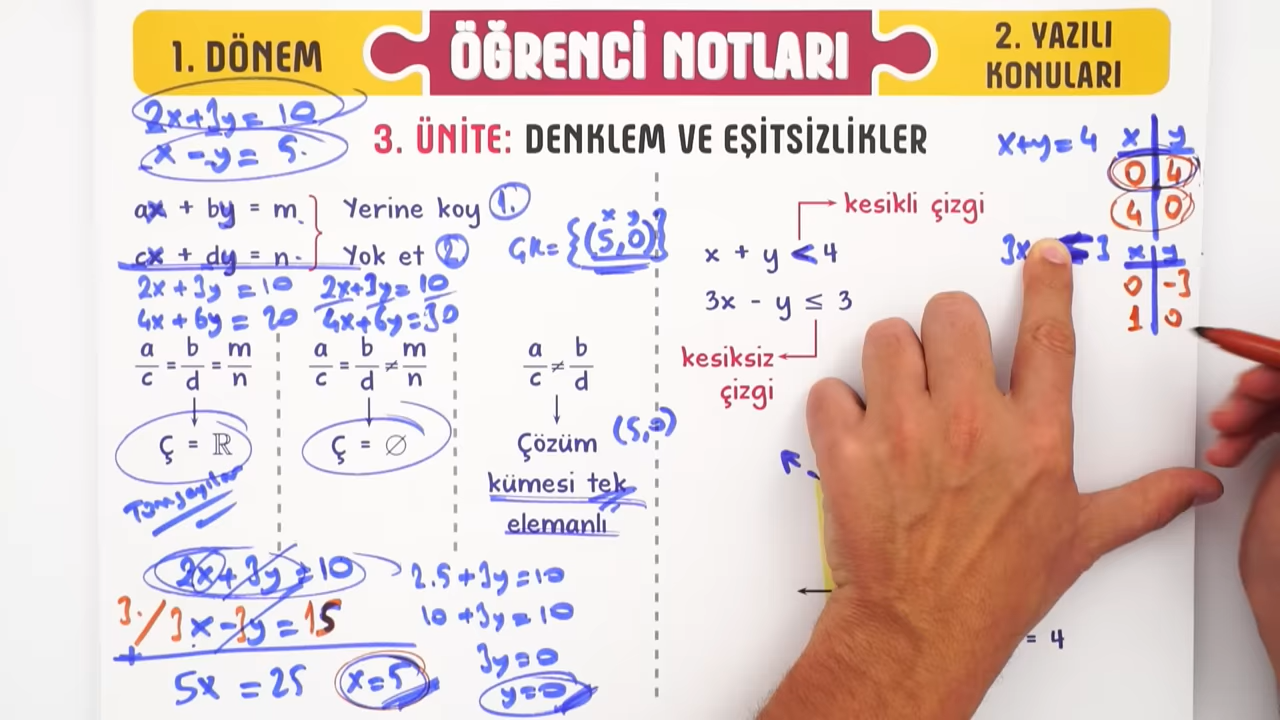 1. DÖNEM
ÖĞRENCİ NOTLARI
2. YAZILI
KONULARI
2x+3y=10
x-y=5.
3. ÜNİTE: DENKLEM VE EŞİTSİZLİKLER
ax + by = m.
cx + dy = n.
Yerine koy 1.
Yok et 2
ÇK={(5,0)}
x y
2x+3y=10
4x+6y=20
2x+3y=10
4x+6y=30
a/c = b/d = m/n
Ç = ℝ
Tüm sayılar
a/c = b/d ≠ m/n
Ç = ∅
a/c ≠ b/d
Çözüm
(5,0)
kümesi tek
elemanlı
2x+3y=10
3./3x-3y=15
+
5x=25
x=5
2.5+3y=10
10+3y=10
3y=0
y=0
kesikli çizgi
x + y < 4
3x - y ≤ 3
kesiksiz
çizgi
x+y=4
x y
0 4
4 0
3x = 3
x y
0 -3
1 0
= 4